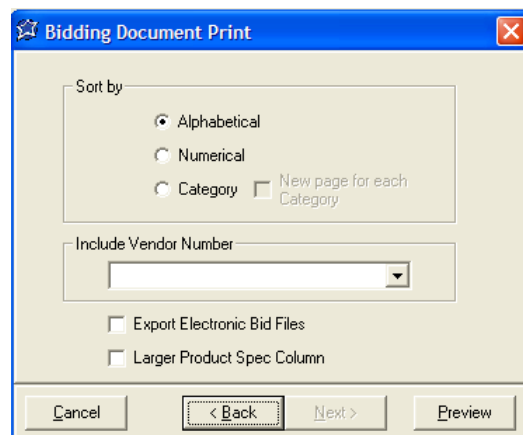 Bidding Document Print
Sort by
Alphabetical
Numerical
Category
New page for each
Category
Include Vendor Number
Export Electronic Bid Files
Larger Product Spec Column
Cancel
< Back
Next >
Preview